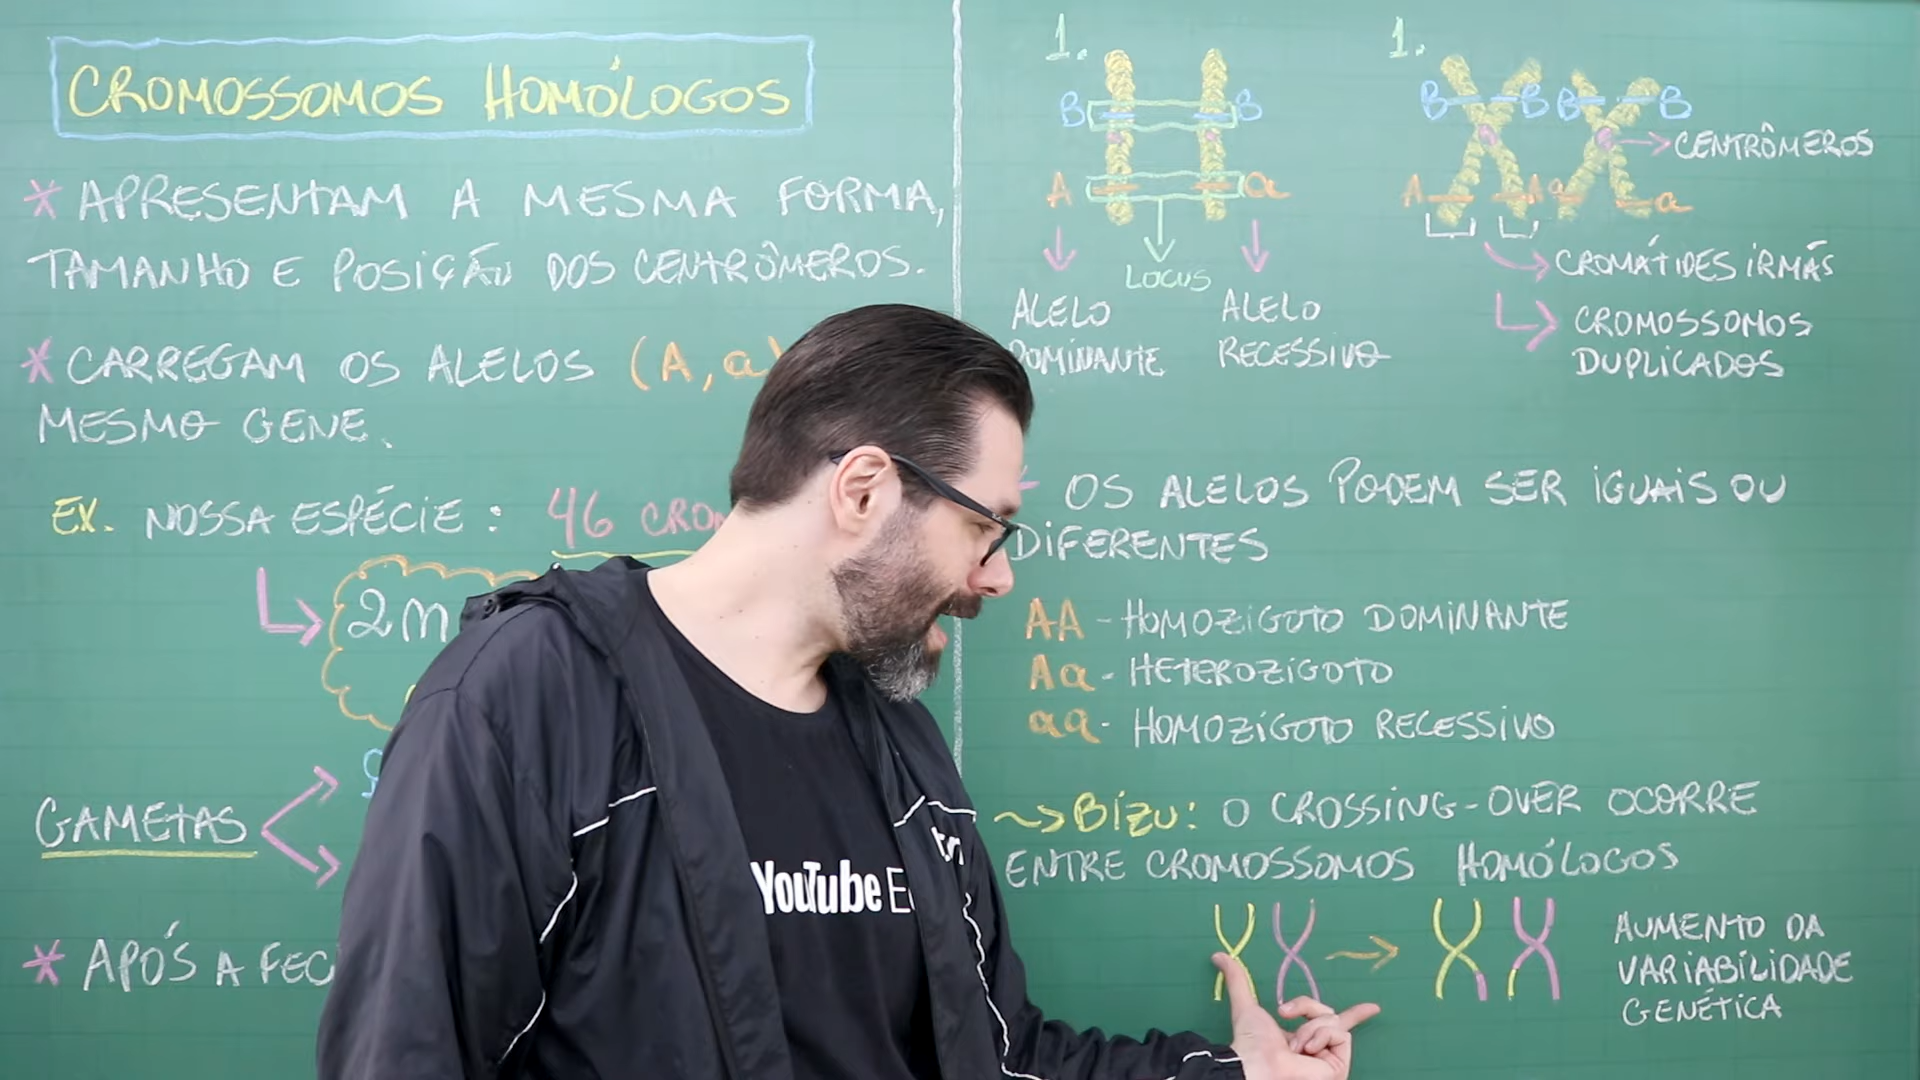 CROMOSSOMOS HOMÓLOGOS
* APRESENTAM A MESMA FORMA,
TAMANHO E POSIÇÃO DOS CENTRÔMEROS.
* CARREGAM OS ALELOS (A, a)
MESMO GENE.
EX. NOSSA ESPÉCIE: 46
2n
GAMETAS
* APÓS A
1.
B B
A a
LOCUS
ALELO
DOMINANTE
ALELO
RECESSIVO
1.
B B B B
CENTRÔMEROS
A A a a
CROMÁTIDES IRMÃS
CROMOSSOMOS
DUPLICADOS
* OS ALELOS PODEM SER IGUAIS OU
DIFERENTES
AA - HOMOZIGOTO DOMINANTE
Aa - HETEROZIGOTO
aa - HOMOZIGOTO RECESSIVO
BIZU: O CROSSING-OVER OCORRE
ENTRE CROMOSSOMOS HOMÓLOGOS
AUMENTO DA
VARIABILIDADE
GENÉTICA
YouTube